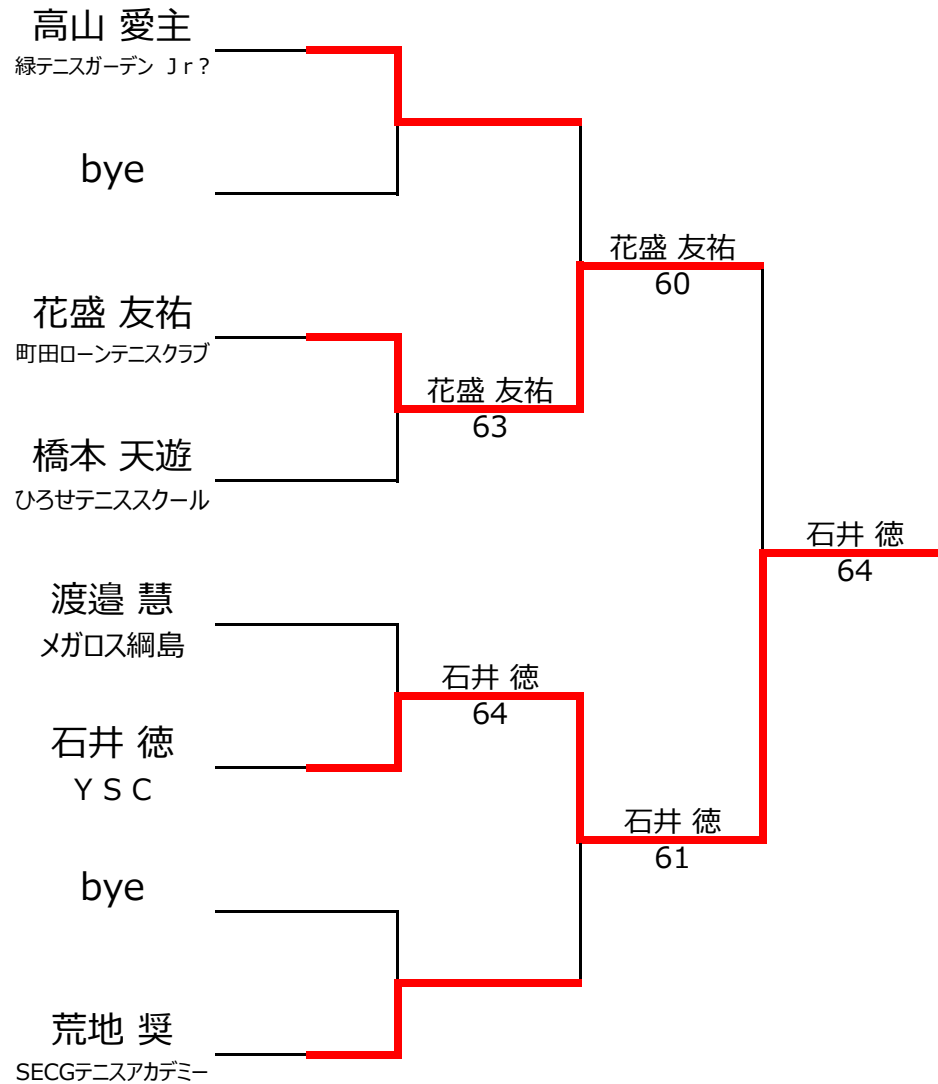 高山 愛主
緑テニスガーデン Ｊｒ?
bye
花盛 友祐
町田ローンテニスクラブ
橋本 天遊
ひろせテニススクール
渡邉 慧
メガロス綱島
石井 徳
ＹＳＣ
bye
荒地 奨
SECGテニスアカデミー
花盛 友祐
63
石井 徳
64
花盛 友祐
60
石井 徳
61
石井 徳
64